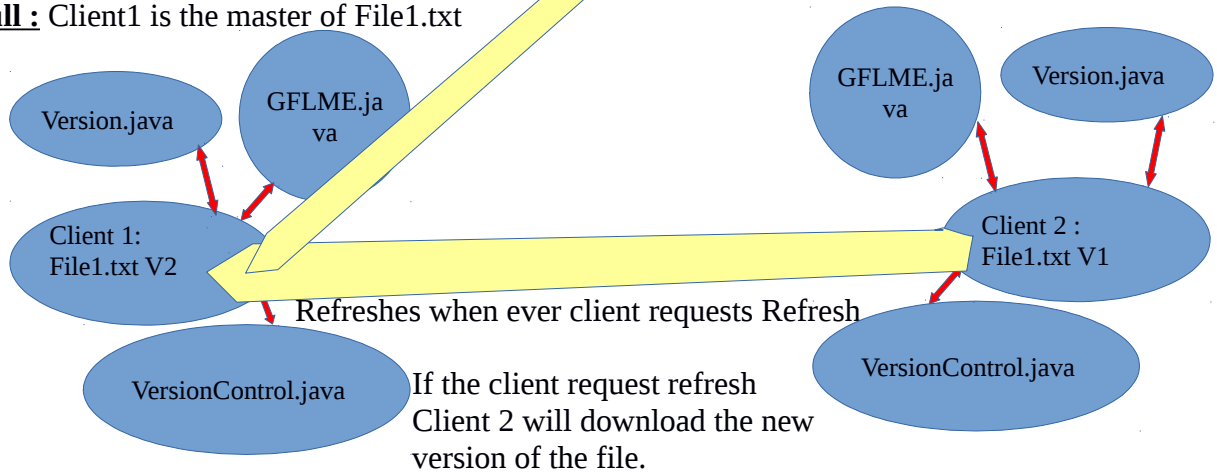 ull : Client1 is the master of File1.txt
Version.java
GFLME.ja
va
GFLME.ja
va
Version.java
Client 1:
File1.txt V2
Client 2 :
File1.txt V1
Refreshes when ever client requests Refresh
VersionControl.java
If the client request refresh
Client 2 will download the new
version of the file.
VersionControl.java